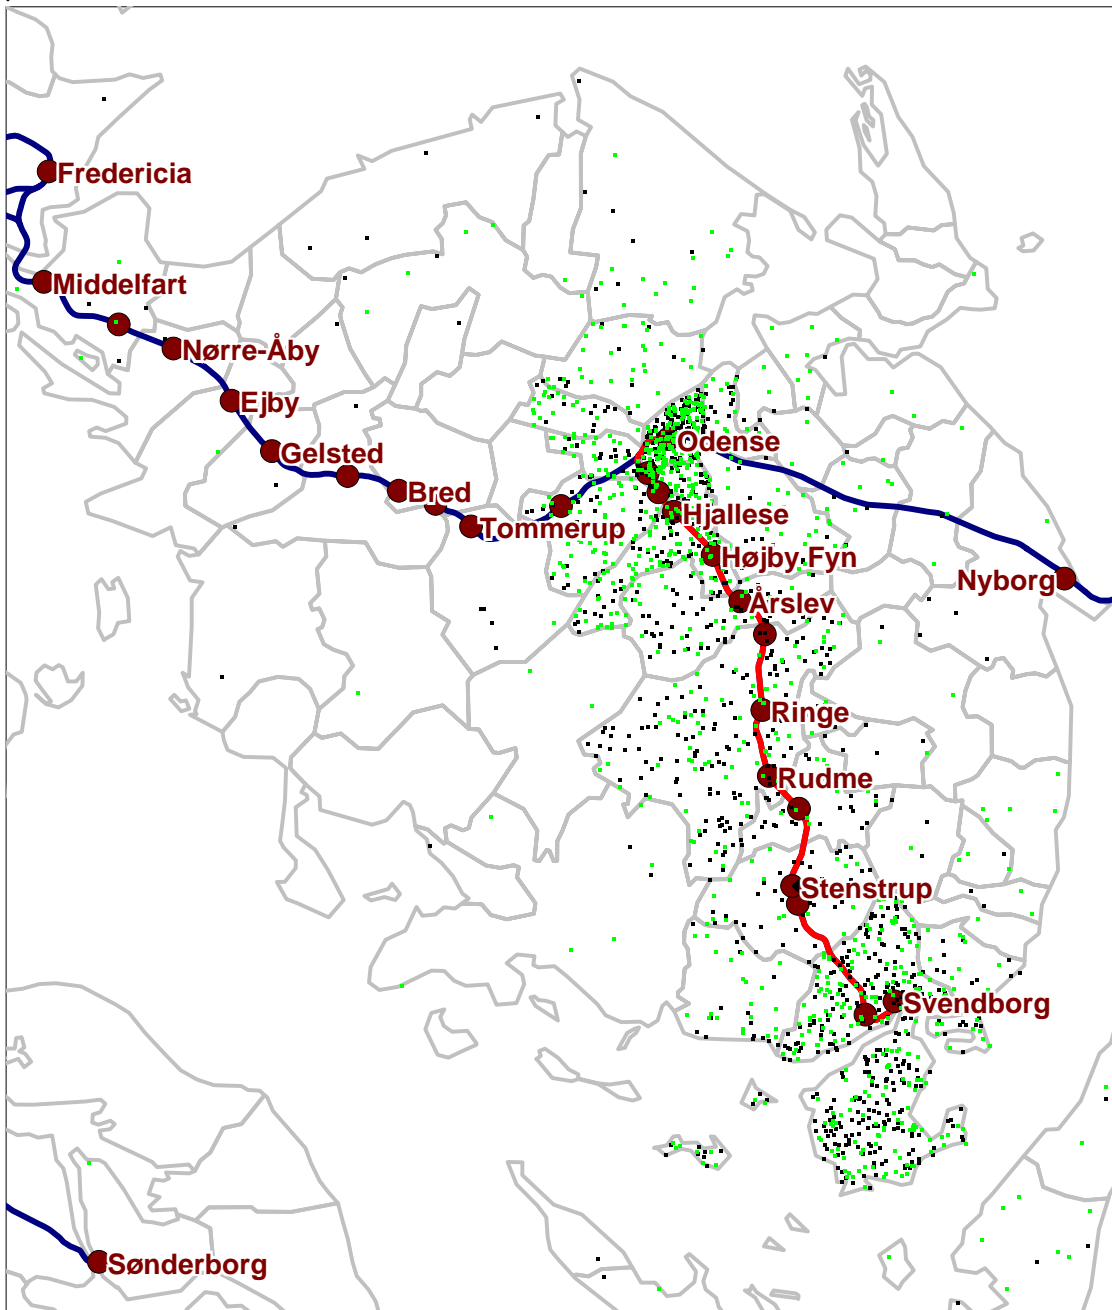 Fredericia
Middelfart
Nørre-Åby
Ejby
Odense
Gelsted
Bred
Hjallese
Tommerup
Højby Fyn
Nyborg
Årslev
Ringe
Rudme
Stenstrup
Svendborg
Sønderborg